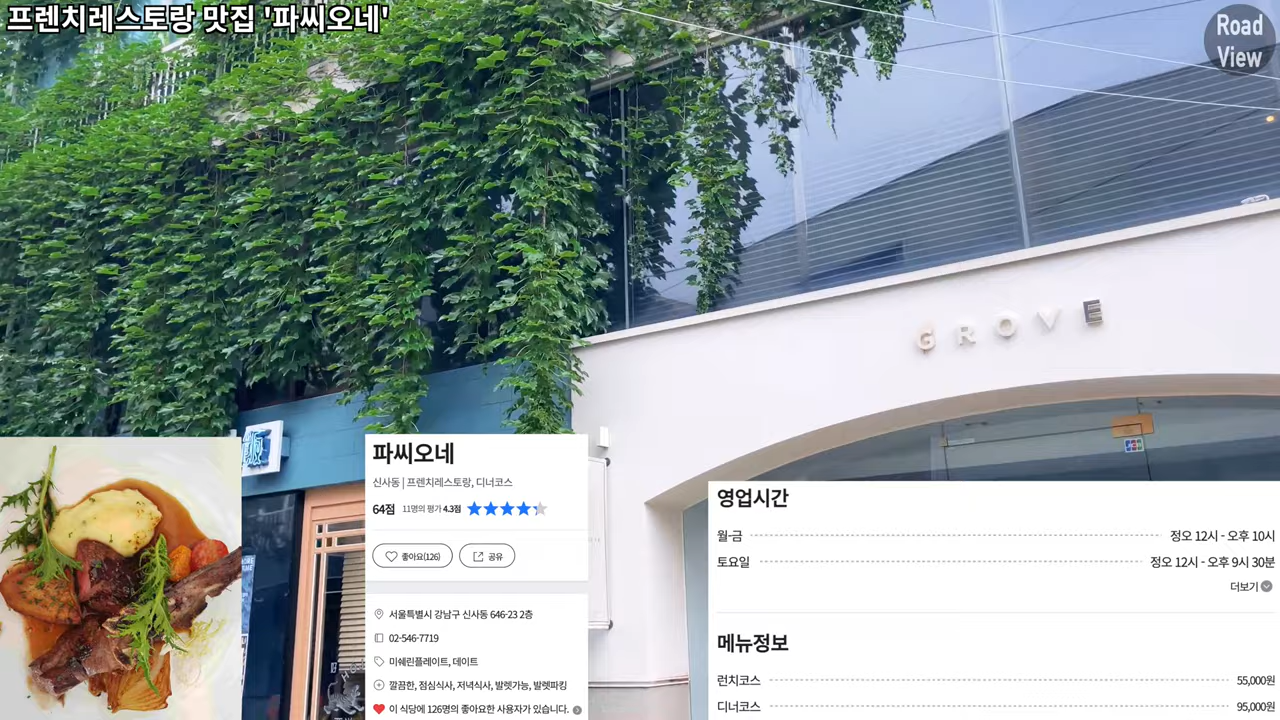 프렌치레스토랑 맛집 '파씨오네'
Road
View
GROVE
파씨오네
신사동 | 프렌치레스토랑, 디너코스
64점 11명의 평가 4.3점
좋아요(126) 공유
서울특별시 강남구 신사동 646-23 2층
02-546-7719
미쉐린플레이트, 데이트
깔끔한, 점심식사, 저녁식사, 발렛가능, 발렛파킹
이 식당에 126명의 좋아요한 사용자가 있습니다.
영업시간
월-금 정오 12시 - 오후 10시
토요일 정오 12시 - 오후 9시 30분
더보기
메뉴정보
런치코스 55,000원
디너코스 95,000원